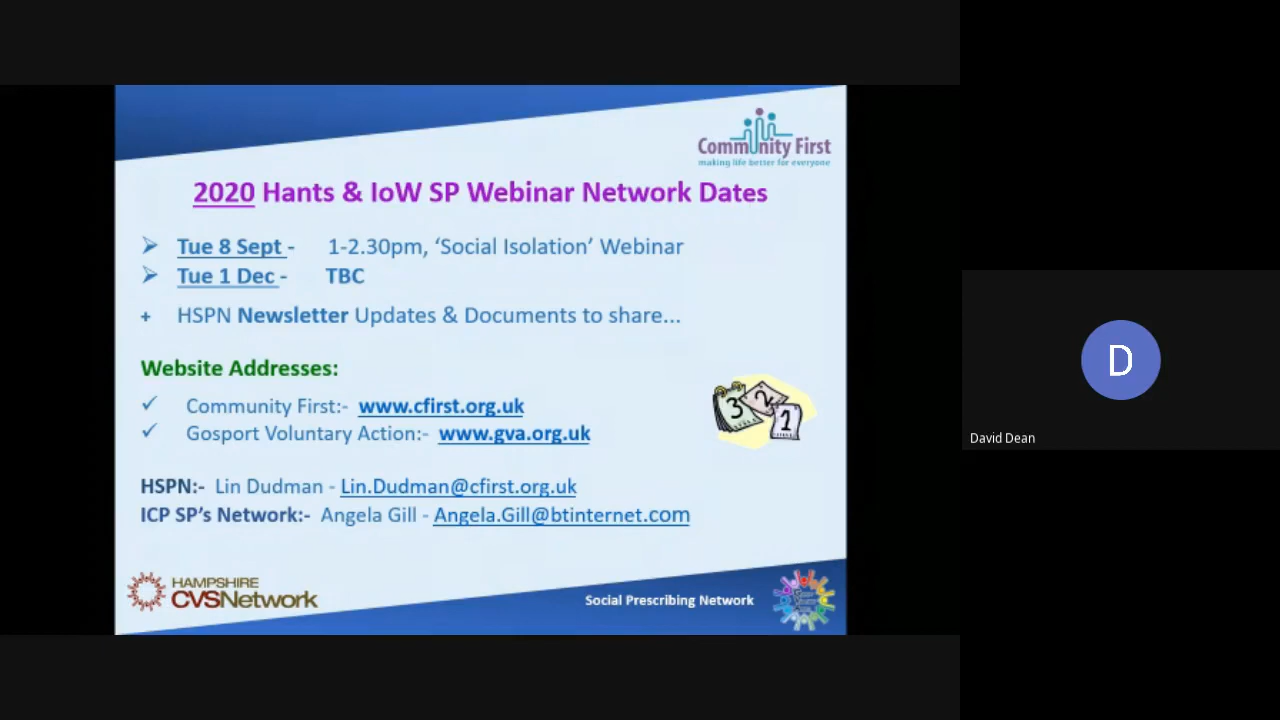 Community First
making life better for everyone
2020 Hants & IoW SP Webinar Network Dates
➢ Tue 8 Sept - 1-2.30pm, ‘Social Isolation’ Webinar
➢ Tue 1 Dec - TBC
+ HSPN Newsletter Updates & Documents to share...
Website Addresses:
✓ Community First:- www.cfirst.org.uk
✓ Gosport Voluntary Action:- www.gva.org.uk
3 2 1
HSPN:- Lin Dudman - Lin.Dudman@cfirst.org.uk
ICP SP’s Network:- Angela Gill - Angela.Gill@btinternet.com
HAMPSHIRE
CVSNetwork
Social Prescribing Network
D
David Dean